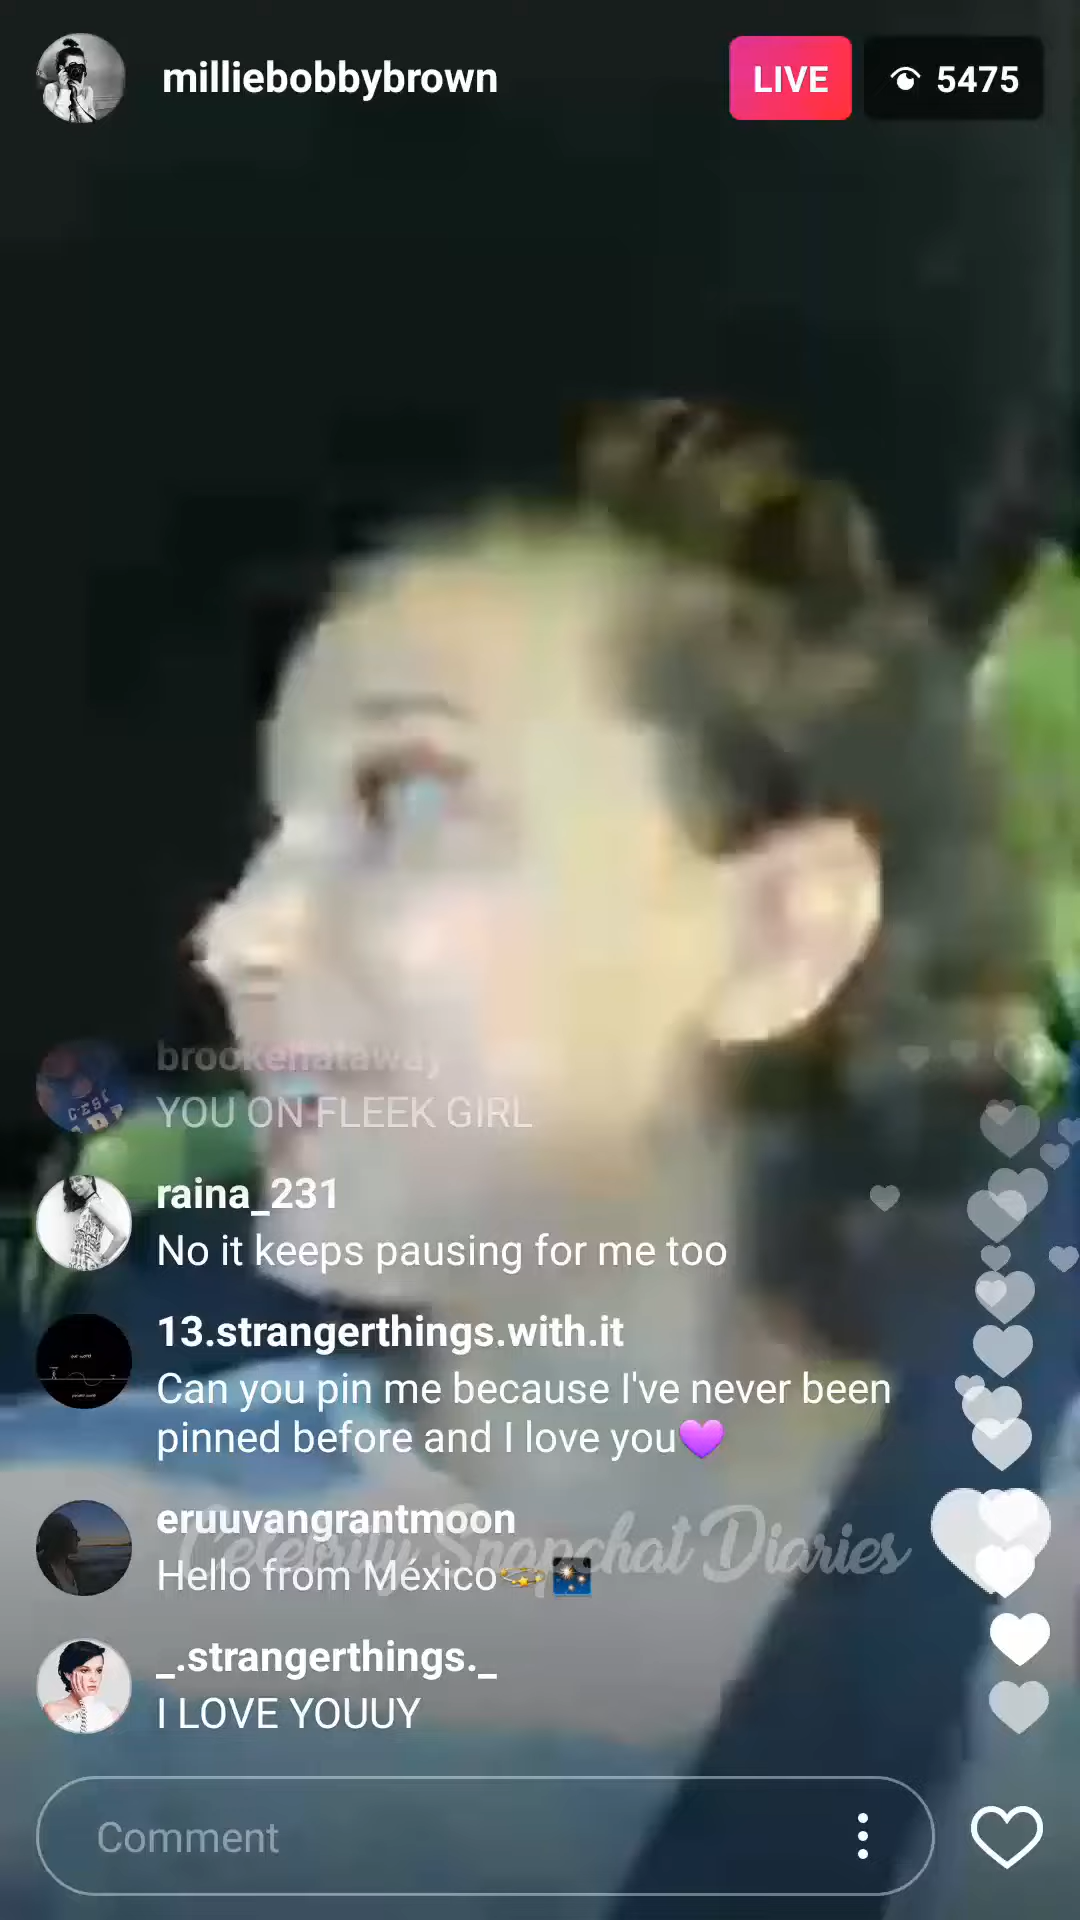 milliebobbybrown
LIVE
5475
YOU ON FLEEK GIRL
raina_231
No it keeps pausing for me too
13.strangerthings.with.it
Can you pin me because I've never been
pinned before and I love you💜
eruuvangrantmoon
Celebrity Snapchat Diaries
Hello from México💫🎇
_.strangerthings._
I LOVE YOUUY
Comment